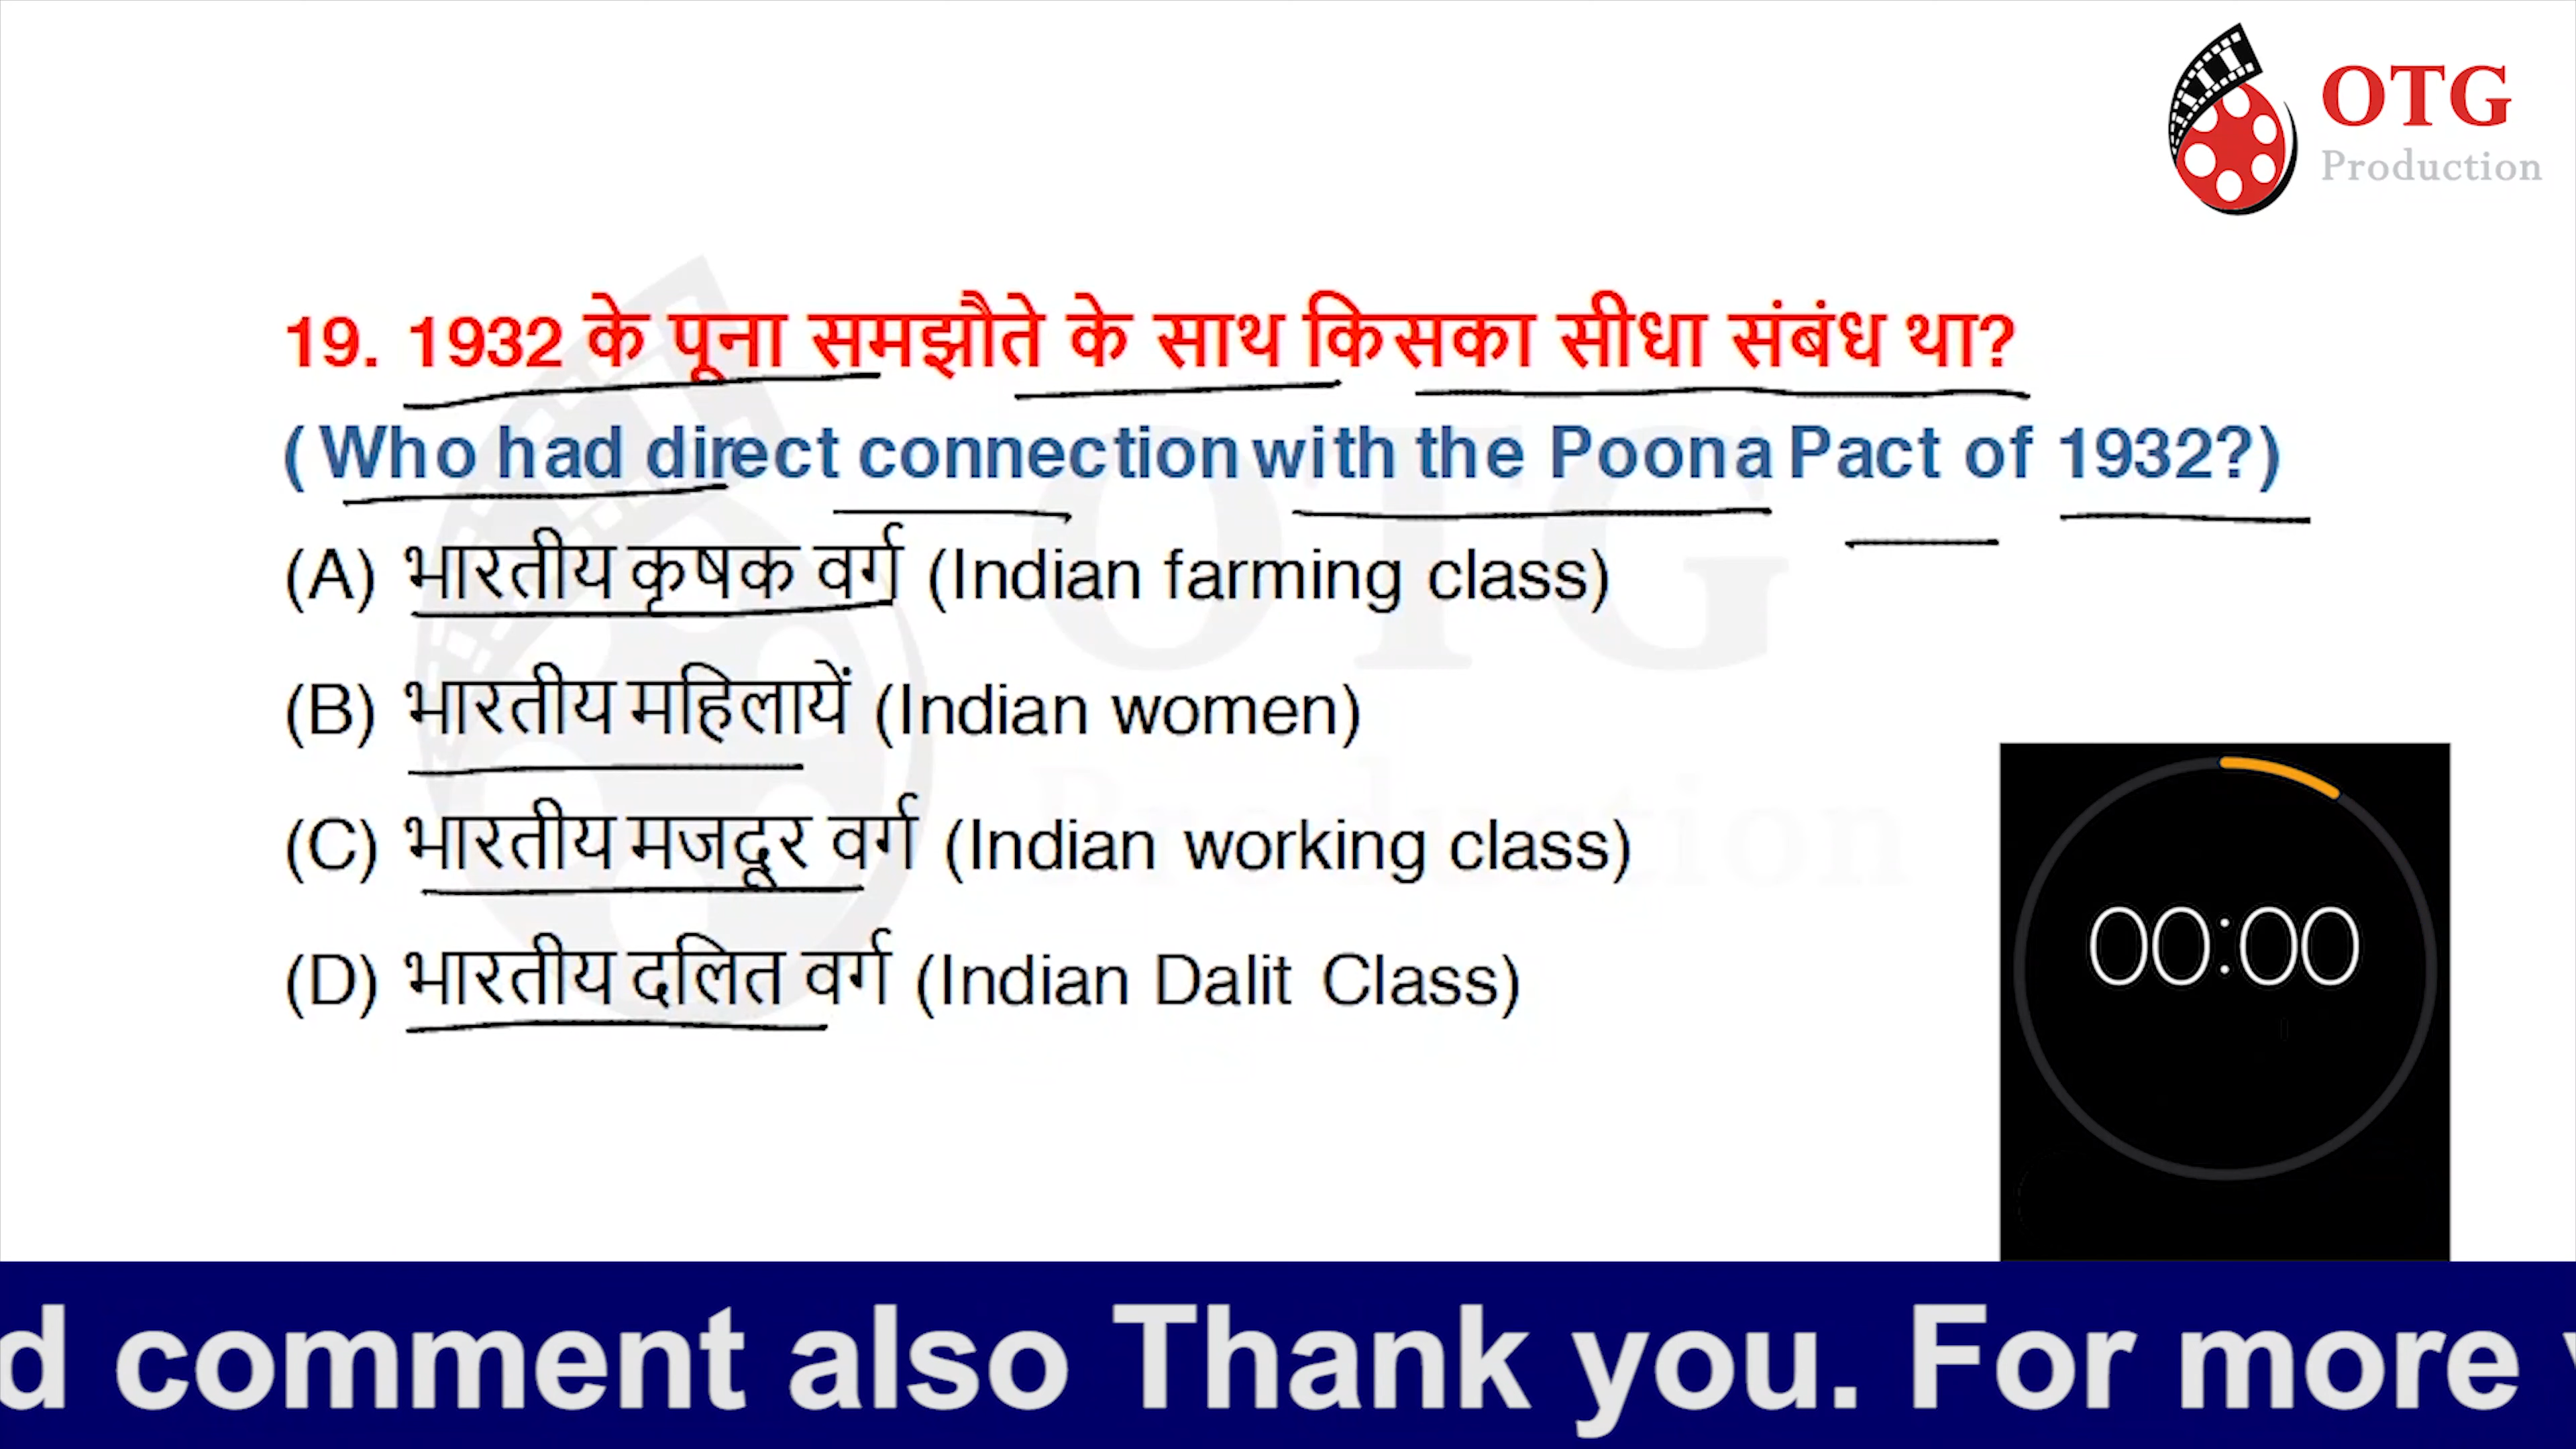 OTG
Production
19. 1932 के पूना समझौते के साथ किसका सीधा संबंध था?
(Who had direct connection with the Poona Pact of 1932?)
(A) भारतीय कृषक वर्ग (Indian farming class)
(B) भारतीय महिलायें (Indian women)
(C) भारतीय मजदूर वर्ग (Indian working class)
(D) भारतीय दलित वर्ग (Indian Dalit Class)
00:00
d comment also Thank you. For more